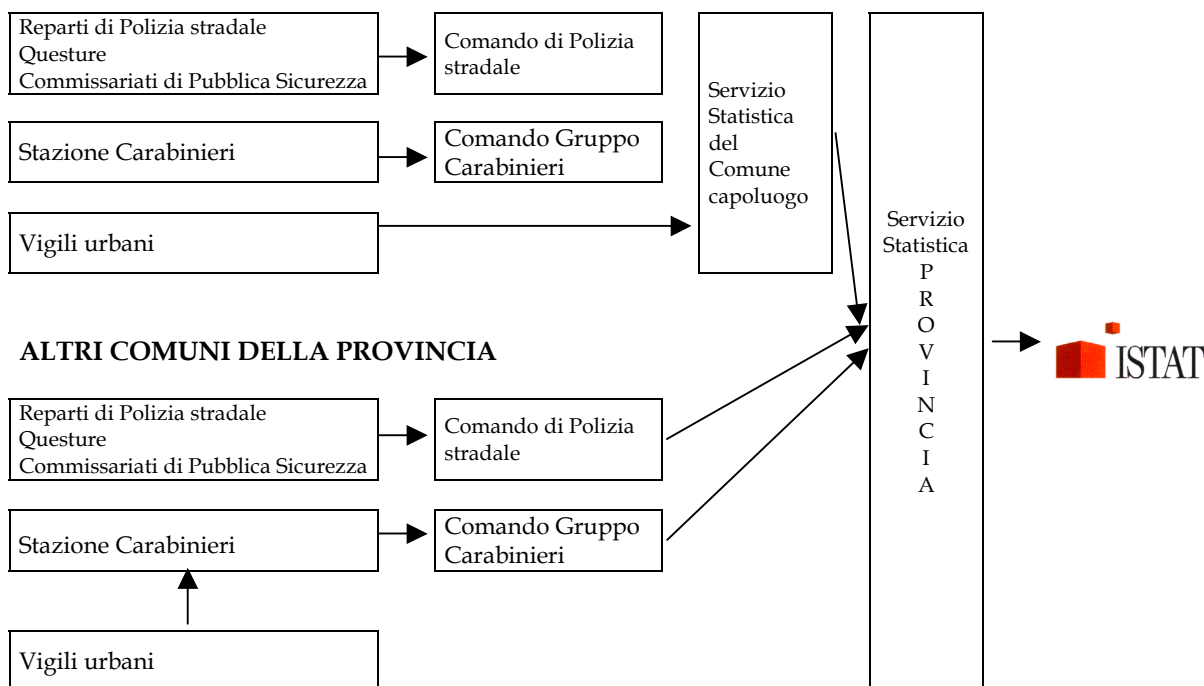 Reparti di Polizia stradale
Questure
Commissariati di Pubblica Sicurezza
Comando di Polizia
stradale
Stazione Carabinieri
Comando Gruppo
Carabinieri
Vigili urbani
Servizio
Statistica
del
Comune
capoluogo
ALTRI COMUNI DELLA PROVINCIA
Reparti di Polizia stradale
Questure
Commissariati di Pubblica Sicurezza
Comando di Polizia
stradale
Stazione Carabinieri
Comando Gruppo
Carabinieri
Vigili urbani
Servizio
Statistica
P
R
O
V
I
N
C
I
A
ISTAT